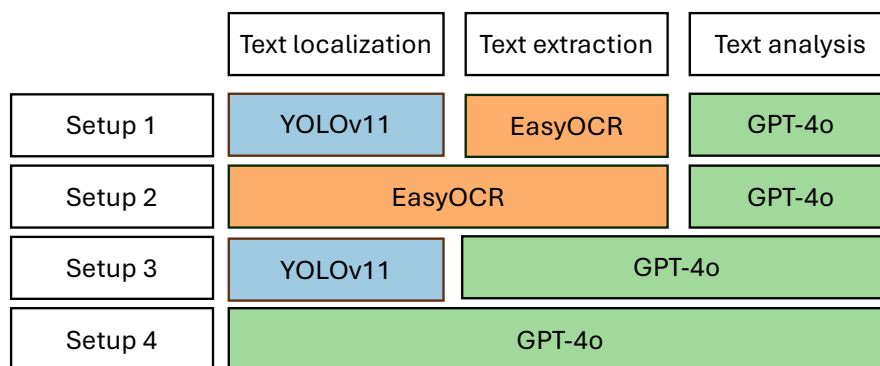 Text localization Text extraction Text analysis
Setup 1 YOLOv11 EasyOCR GPT-4o
Setup 2 EasyOCR GPT-4o
Setup 3 YOLOv11 GPT-4o
Setup 4 GPT-4o